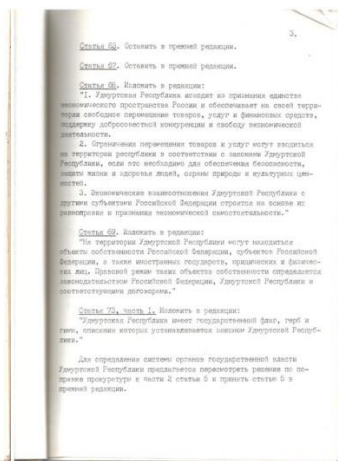 3.
Статья 63. Оставить в прежней редакции.
Статья 67. Оставить в прежней редакции.
Статья 68. Изложить в редакции:
"1. Удмуртская Республика исходит из признания единства
экономического пространства России и обеспечивает на своей терри-
тории свободное перемещение товаров, услуг и финансовых средств,
поддержку добросовестной конкуренции и свободу экономической
деятельности.
2. Ограничения перемещения товаров и услуг могут вводиться
на территории республики в соответствии с законами Удмуртской
Республики, если это необходимо для обеспечения безопасности,
защиты жизни и здоровья людей, охраны природы и культурных цен-
ностей.
3. Экономические взаимоотношения Удмуртской Республики с
другими субъектами Российской Федерации строятся на основе их
равноправия и признания экономической самостоятельности."
Статья 69. Изложить в редакции:
"На территории Удмуртской Республики могут находиться
объекты собственности Российской Федерации, субъектов Российской
Федерации, а также иностранных государств, юридических и физичес-
ких лиц. Правовой режим таких объектов собственности определяется
законодательством Российской Федерации, Удмуртской Республики и
соответствующими договорами."
Статья 73, часть 1. Изложить в редакции:
"Удмуртская Республика имеет государственный флаг, герб и
гимн, описание которых устанавливается законом Удмуртской Респуб-
лики."
Для определения системы органов государственной власти
Удмуртской Республики предлагается пересмотреть решение по по-
правке прокуратуры к части 2 статьи 5 и принять статью 5 в
прежней редакции.